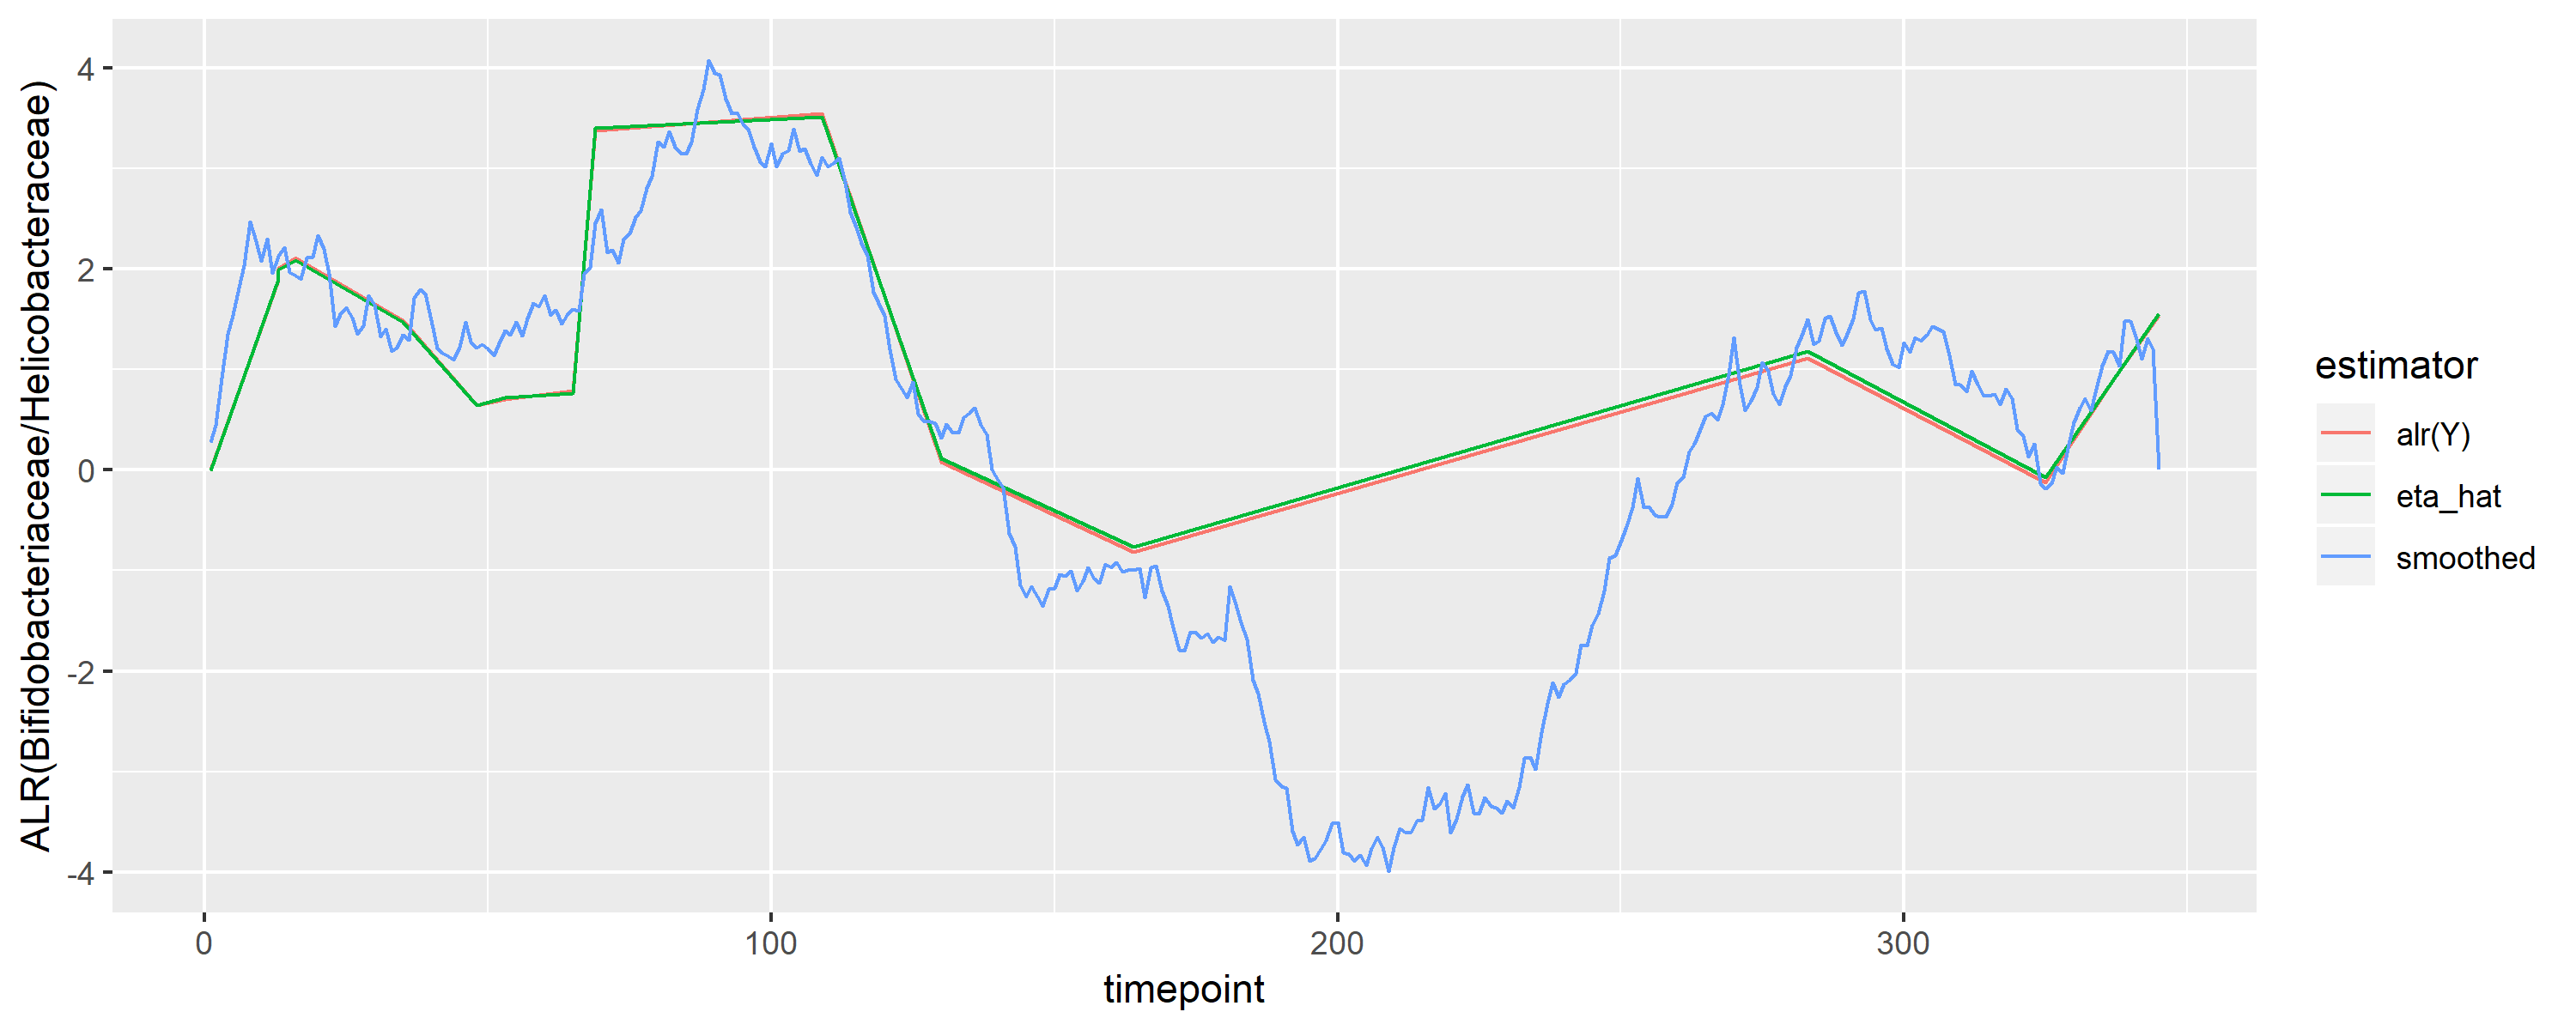 ALR(Bifidobacteriaceae/Helicobacteraceae)
4
2
0
-2
-4
0 100 200 300
timepoint
estimator
alr(Y)
eta_hat
smoothed